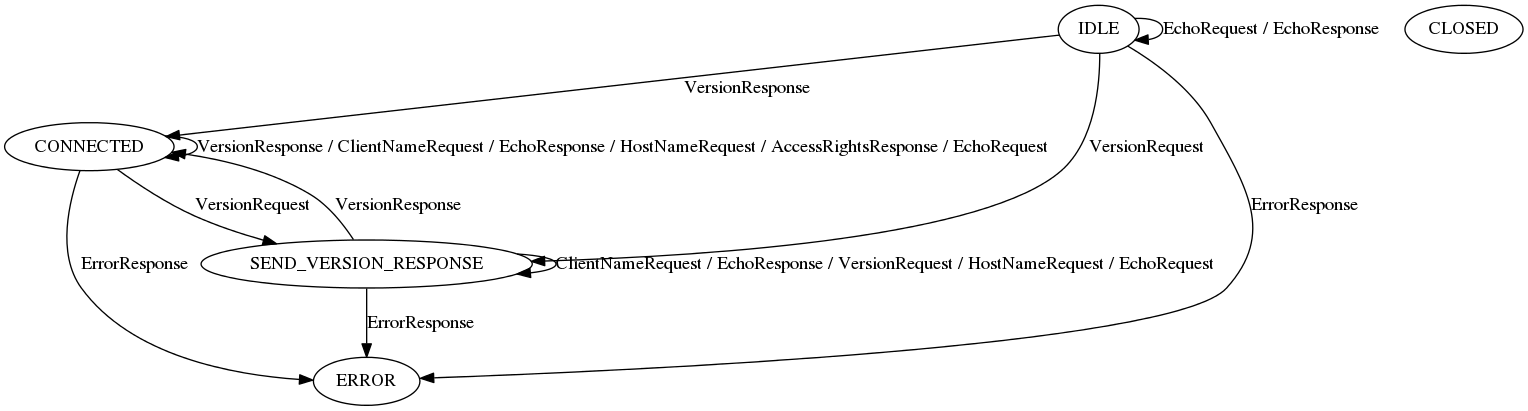 IDLE
EchoRequest / EchoResponse
CLOSED
VersionResponse
CONNECTED
VersionResponse / ClientNameRequest / EchoResponse / HostNameRequest / AccessRightsResponse / EchoRequest
VersionRequest
VersionRequest
VersionResponse
ErrorResponse
ErrorResponse
SEND_VERSION_RESPONSE
ClientNameRequest / EchoResponse / VersionRequest / HostNameRequest / EchoRequest
ErrorResponse
ERROR